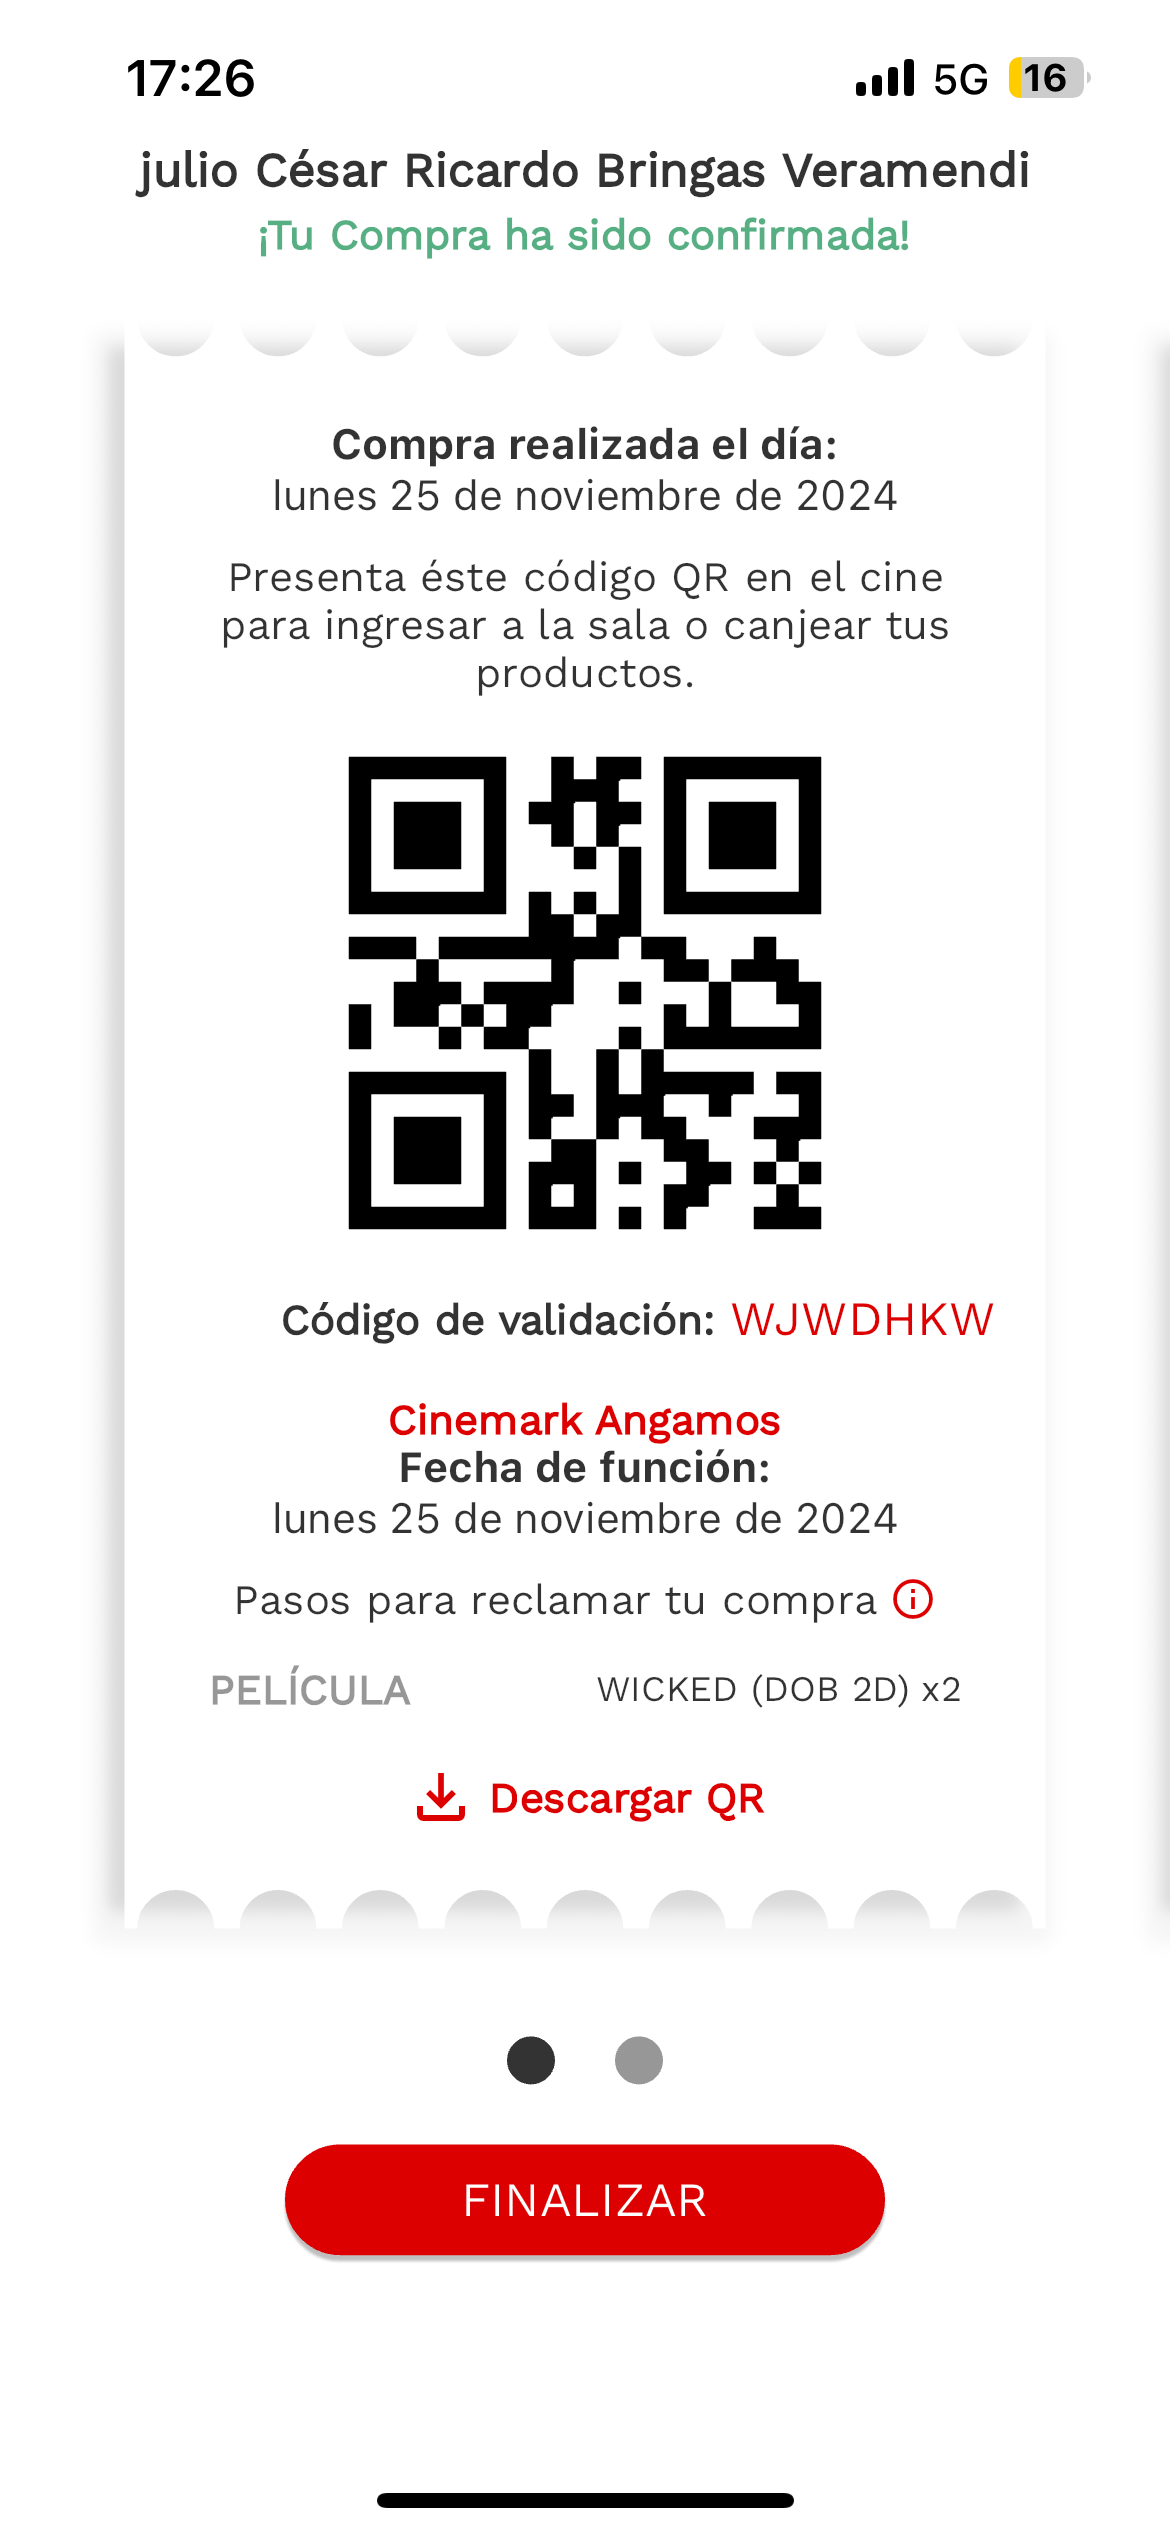 17:26
5G
16
julio César Ricardo Bringas Veramendi
¡Tu Compra ha sido confirmada!
Compra realizada el día:
lunes 25 de noviembre de 2024
Presenta éste código QR en el cine
para ingresar a la sala o canjear tus
productos.
Código de validación: WJWDHKW
Cinemark Angamos
Fecha de función:
lunes 25 de noviembre de 2024
Pasos para reclamar tu compra
PELÍCULA WICKED (DOB 2D) x2
Descargar QR
FINALIZAR